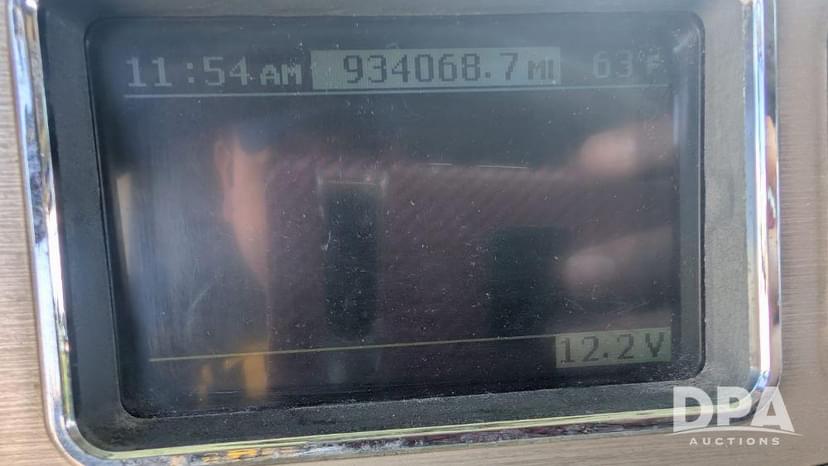 11:54 AM 934068.7 MI 63°F
12.2 V
DPA
AUCTIONS